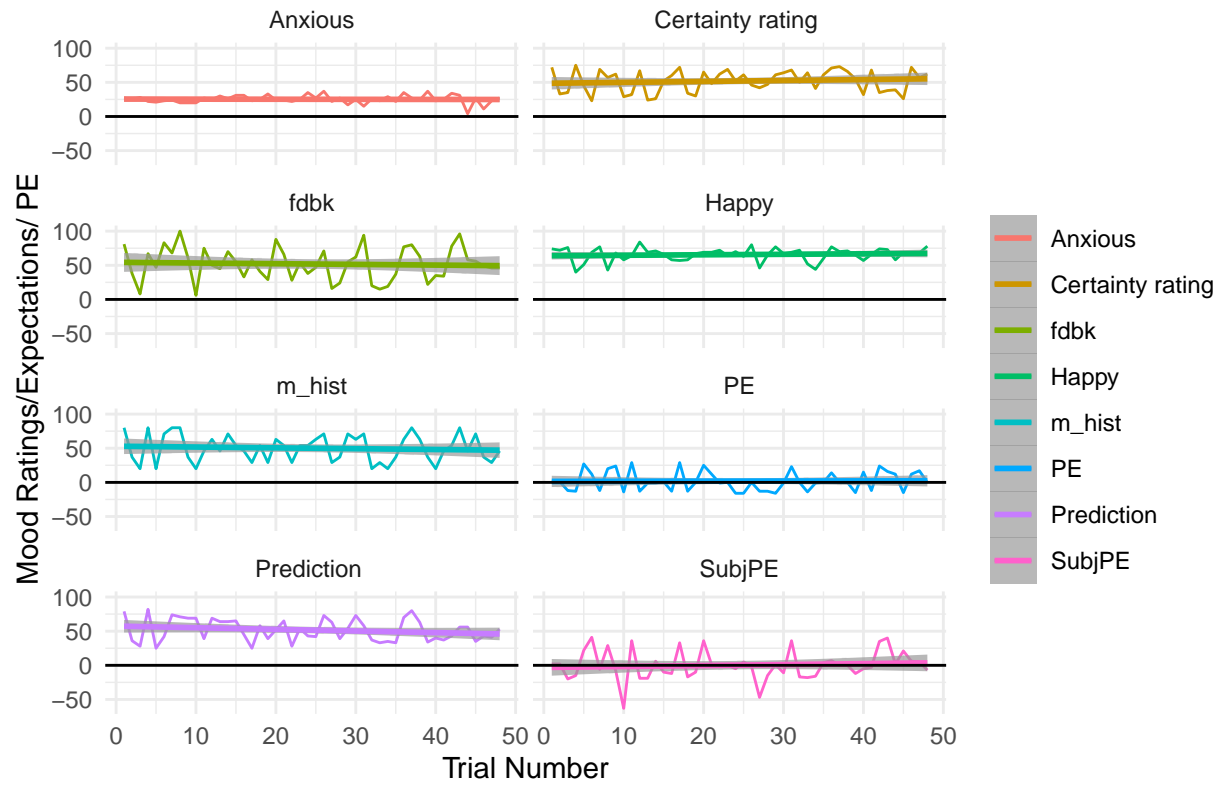 Anxious
Certainty rating
100
50
0
−50
fdbk
Happy
100
50
0
−50
m_hist
PE
100
50
0
−50
Prediction
SubjPE
100
50
0
−50
0 10 20 30 40 50 0 10 20 30 40 50
Trial Number
Mood Ratings/Expectations/ PE
Anxious
Certainty rating
fdbk
Happy
m_hist
PE
Prediction
SubjPE